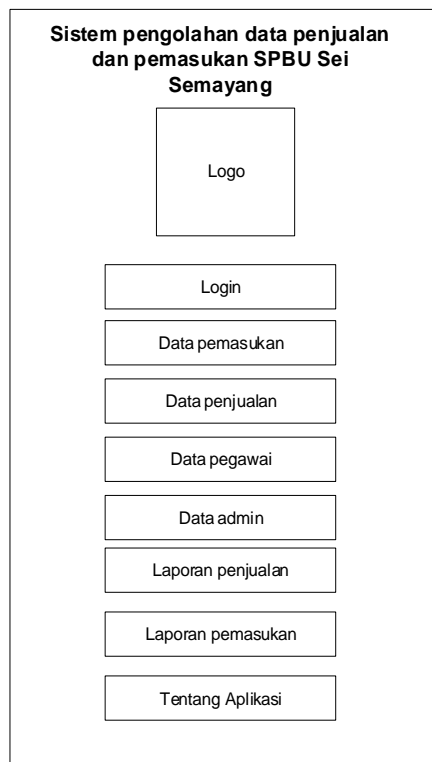 Sistem pengolahan data penjualan
dan pemasukan SPBU Sei
Semayang
Logo
Login
Data pemasukan
Data penjualan
Data pegawai
Data admin
Laporan penjualan
Laporan pemasukan
Tentang Aplikasi